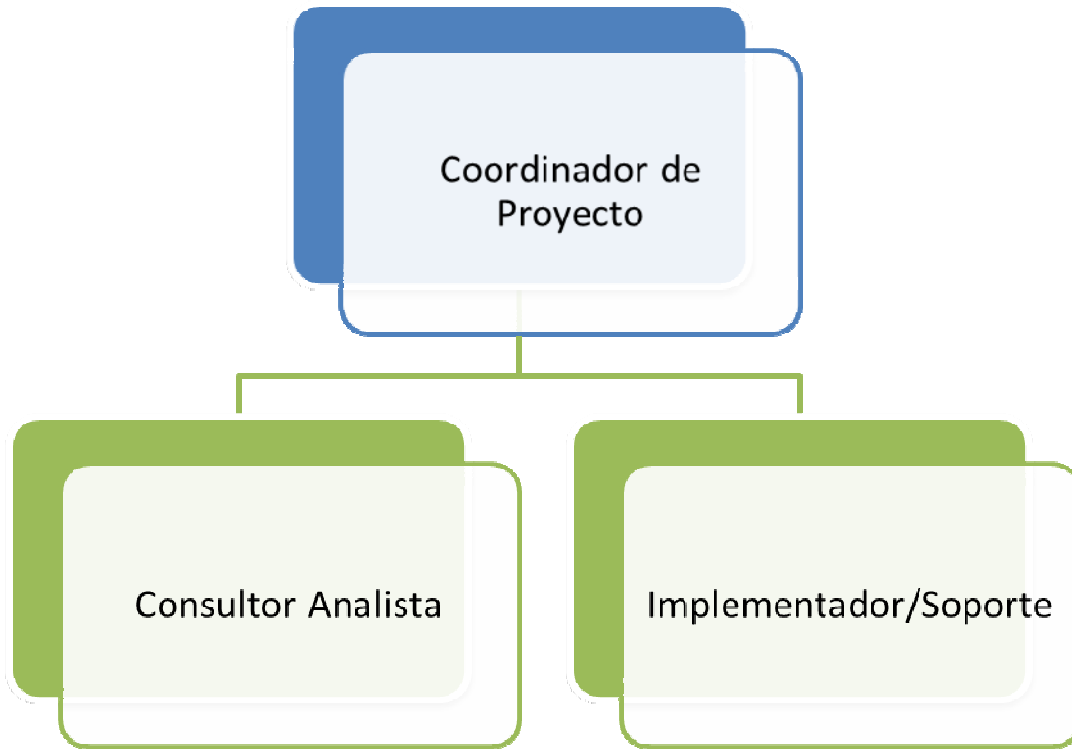 Coordinador de
Proyecto
Consultor Analista
Implementador/Soporte